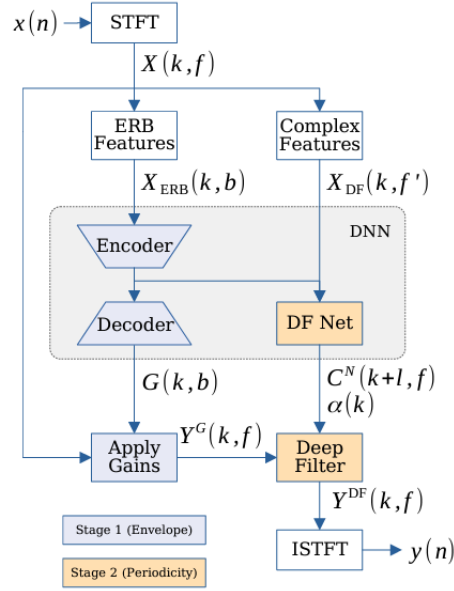 x(n)
STFT
X(k,f)
ERB
Features
Complex
Features
X_ERB(k,b)
X_DF(k,f')
DNN
Encoder
Decoder
DF Net
G(k,b)
C^N(k+l,f)
α(k)
Apply
Gains
Y^G(k,f)
Deep
Filter
Y^DF(k,f)
Stage 1 (Envelope)
ISTFT
y(n)
Stage 2 (Periodicity)